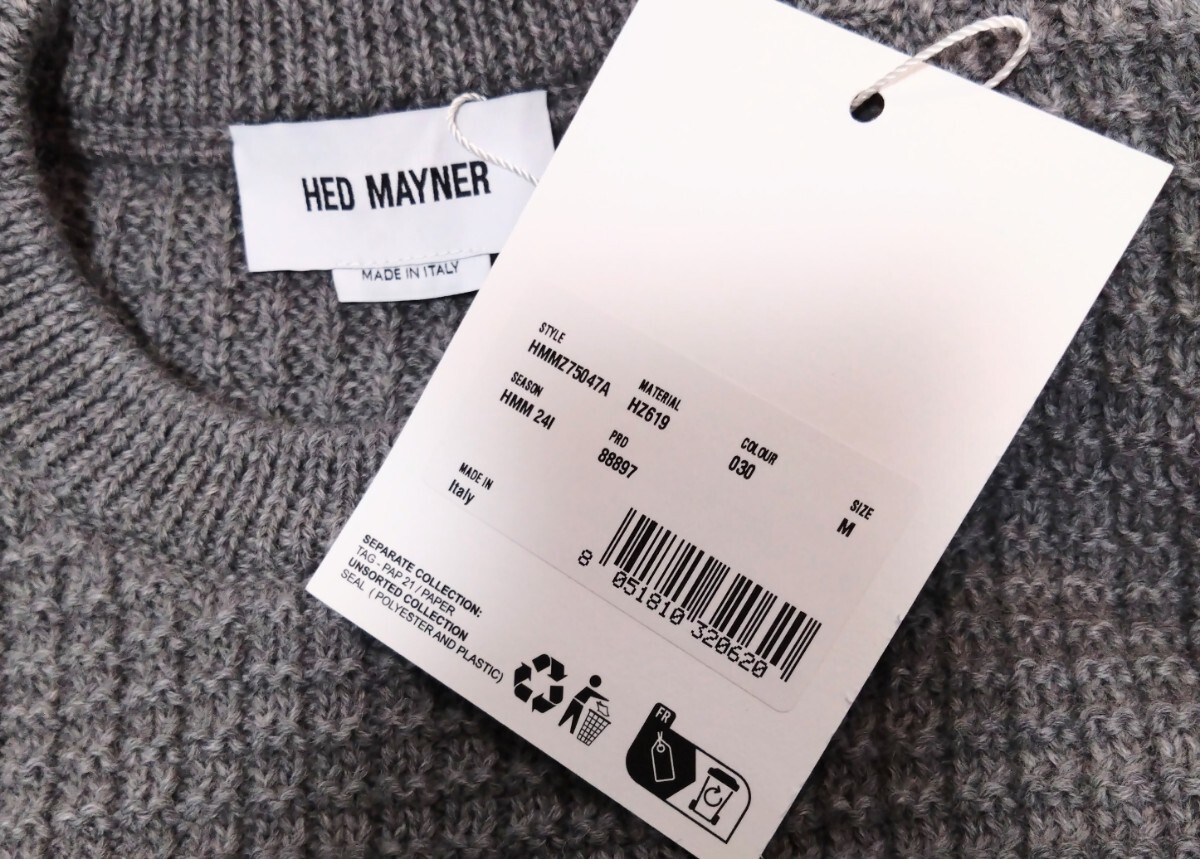 HED MAYNER
MADE IN ITALY
STYLE
HMMZ75047A
MATERIAL
HZ619
SEASON
HMM 24I
PRD
88897
COLOUR
030
SIZE
M
MADE IN
Italy
8 051810 320620
SEPARATE COLLECTION:
TAG - PAP 21 / PAPER
UNSORTED COLLECTION
SEAL ( POLYESTER AND PLASTIC)
FR